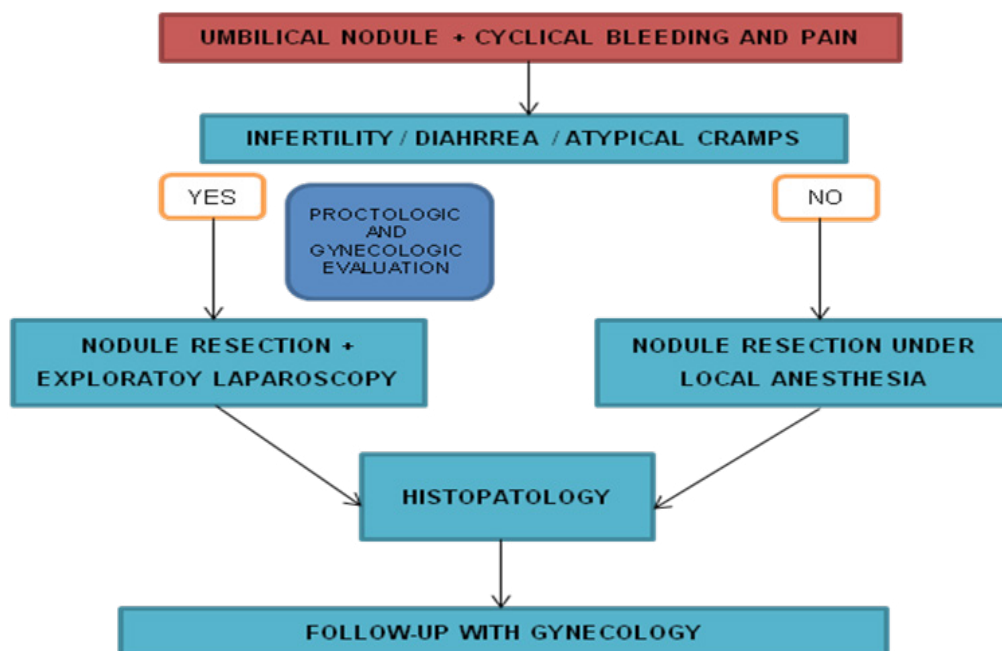 UMBILICAL NODULE + CYCLICAL BLEEDING AND PAIN
INFERTILITY / DIAHRREA / ATYPICAL CRAMPS
YES
NO
PROCTOLOGIC
AND
GYNECOLOGIC
EVALUATION
NODULE RESECTION +
EXPLORATOY LAPAROSCOPY
NODULE RESECTION UNDER
LOCAL ANESTHESIA
HISTOPATOLOGY
FOLLOW-UP WITH GYNECOLOGY